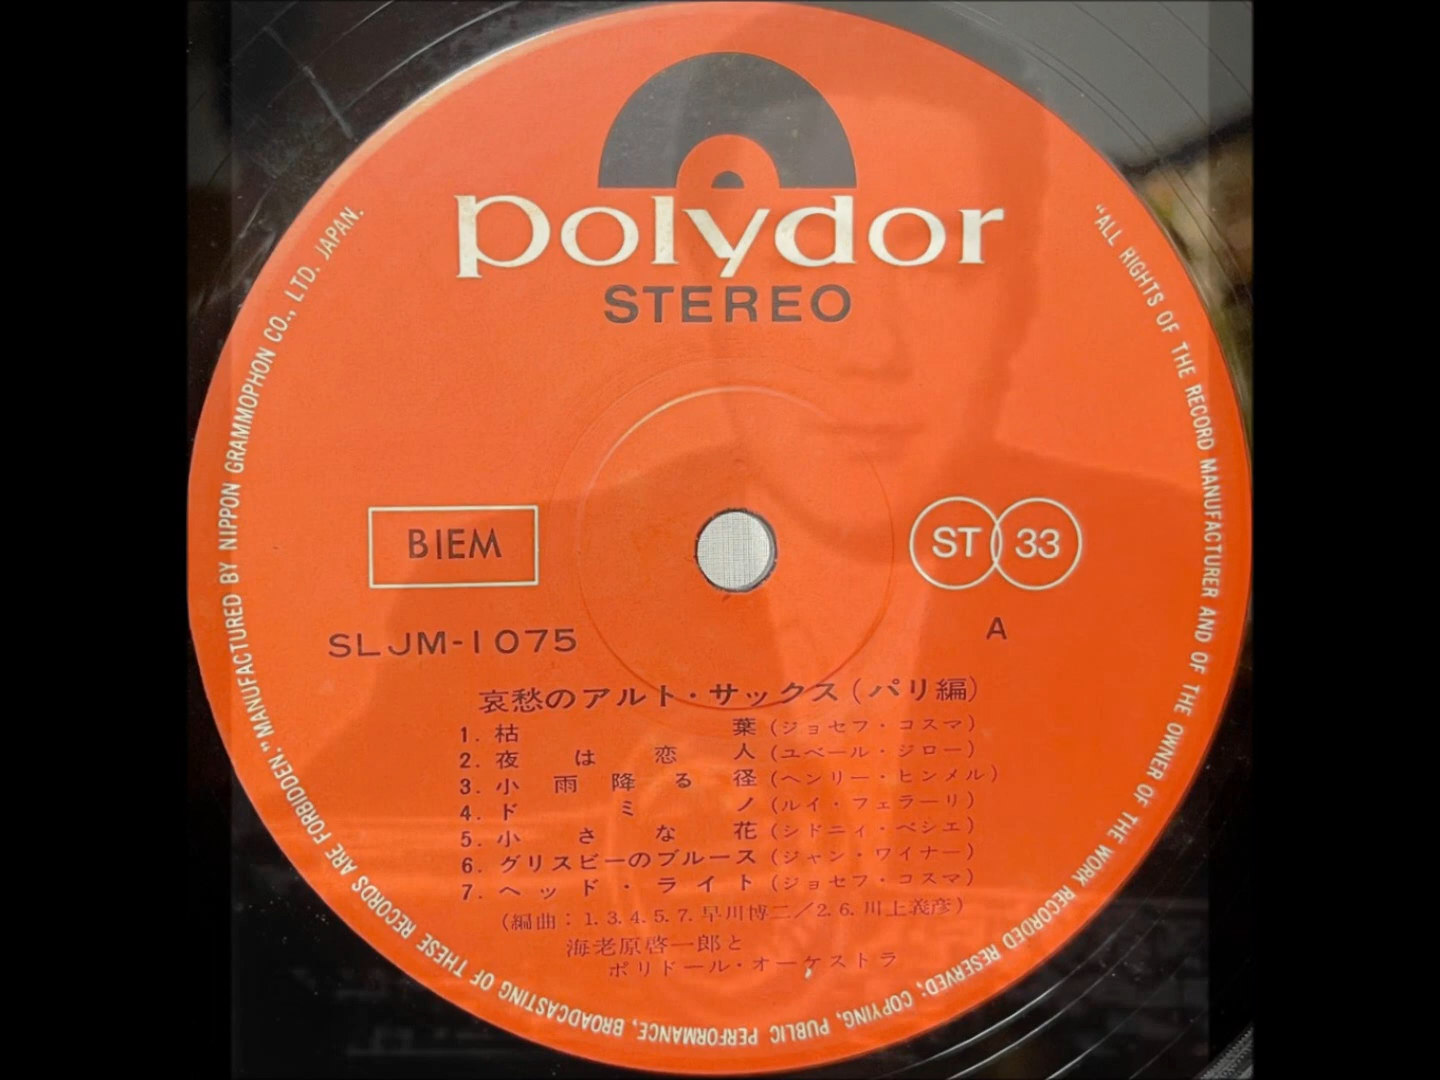 polydor
STEREO
BIEM
ST 33
SLJM-1075
A
哀愁のアルト・サックス(パリ編)
1. 枯葉(ジョセフ・コスマ)
2. 夜は恋人(ユベール・ジロー)
3. 小雨降る径(ヘンリー・ヒンメル)
4. ドミノ(ルイ・フェラーリ)
5. 小さな花(シドニィ・ベシエ)
6. グリスビーのブルース(ジャン・ワイナー)
7. ヘッド・ライト(ジョセフ・コスマ)
(編曲:1.3.4.5.7.早川博二/2.6.川上義彦)
海老原啓一郎と
ポリドール・オーケストラ
"ALL RIGHTS OF THE RECORD MANUFACTURER AND OF THE OWNER OF THE WORK RECORDED RESERVED; COPYING, PUBLIC PERFORMANCE, BROADCASTING OF THESE RECORDS ARE FORBIDDEN." MANUFACTURED BY NIPPON GRAMMOPHON CO., LTD. JAPAN.